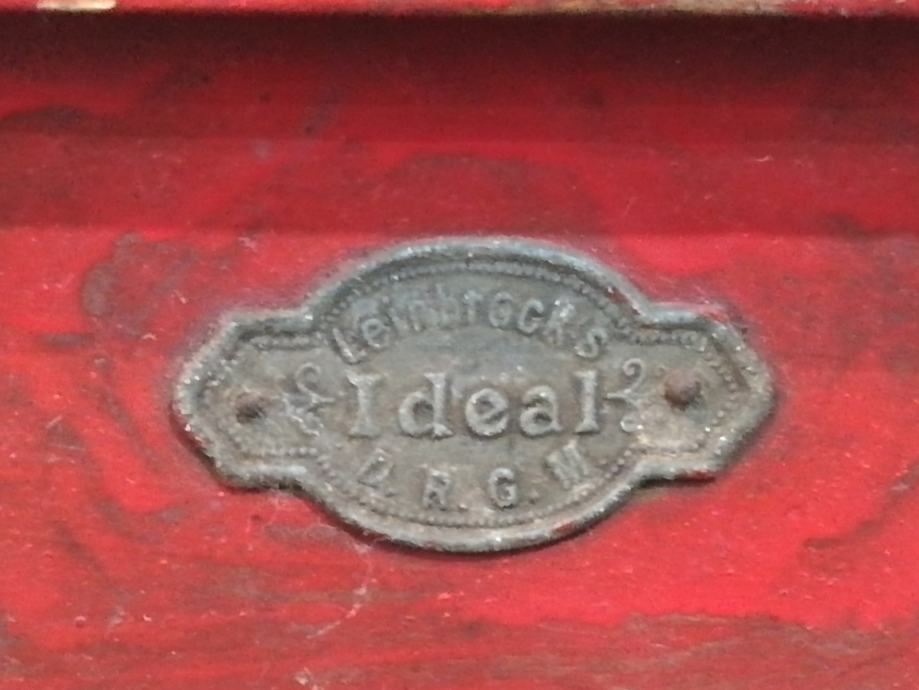 Leinbrock's
Ideal
D. R. G. M